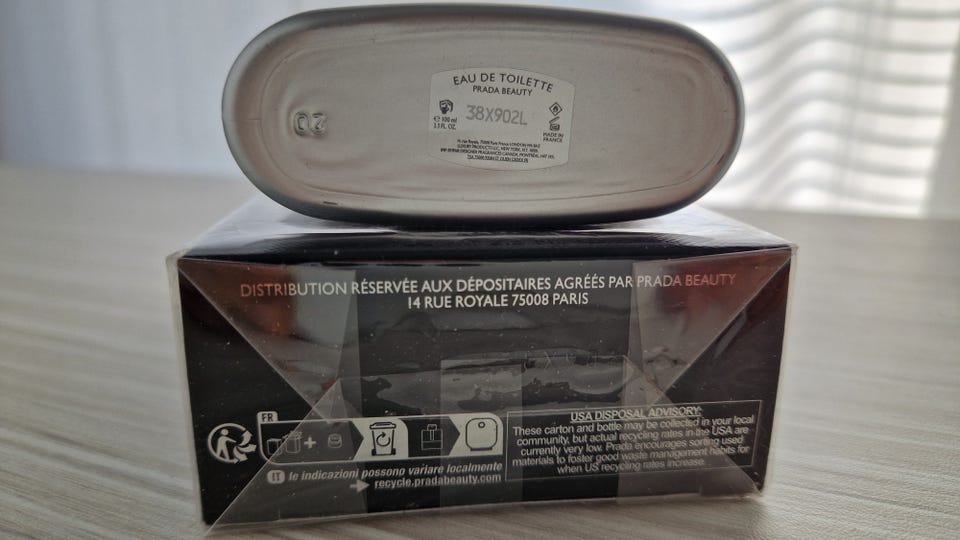 EAU DE TOILETTE
PRADA BEAUTY
38X902L
100 ml
3.3 FL. OZ.
MADE IN
FRANCE
20
DISTRIBUTION RÉSERVÉE AUX DÉPOSITAIRES AGRÉÉS PAR PRADA BEAUTY
14 RUE ROYALE 75008 PARIS
FR
+
IT le indicazioni possono variare localmente
recycle.pradabeauty.com
USA DISPOSAL ADVISORY:
These carton and bottle may be collected in your local
community, but actual recycling rates in the USA are
currently very low. Prada encourages sorting used
materials to foster good waste management habits for
when US recycling rates increase.